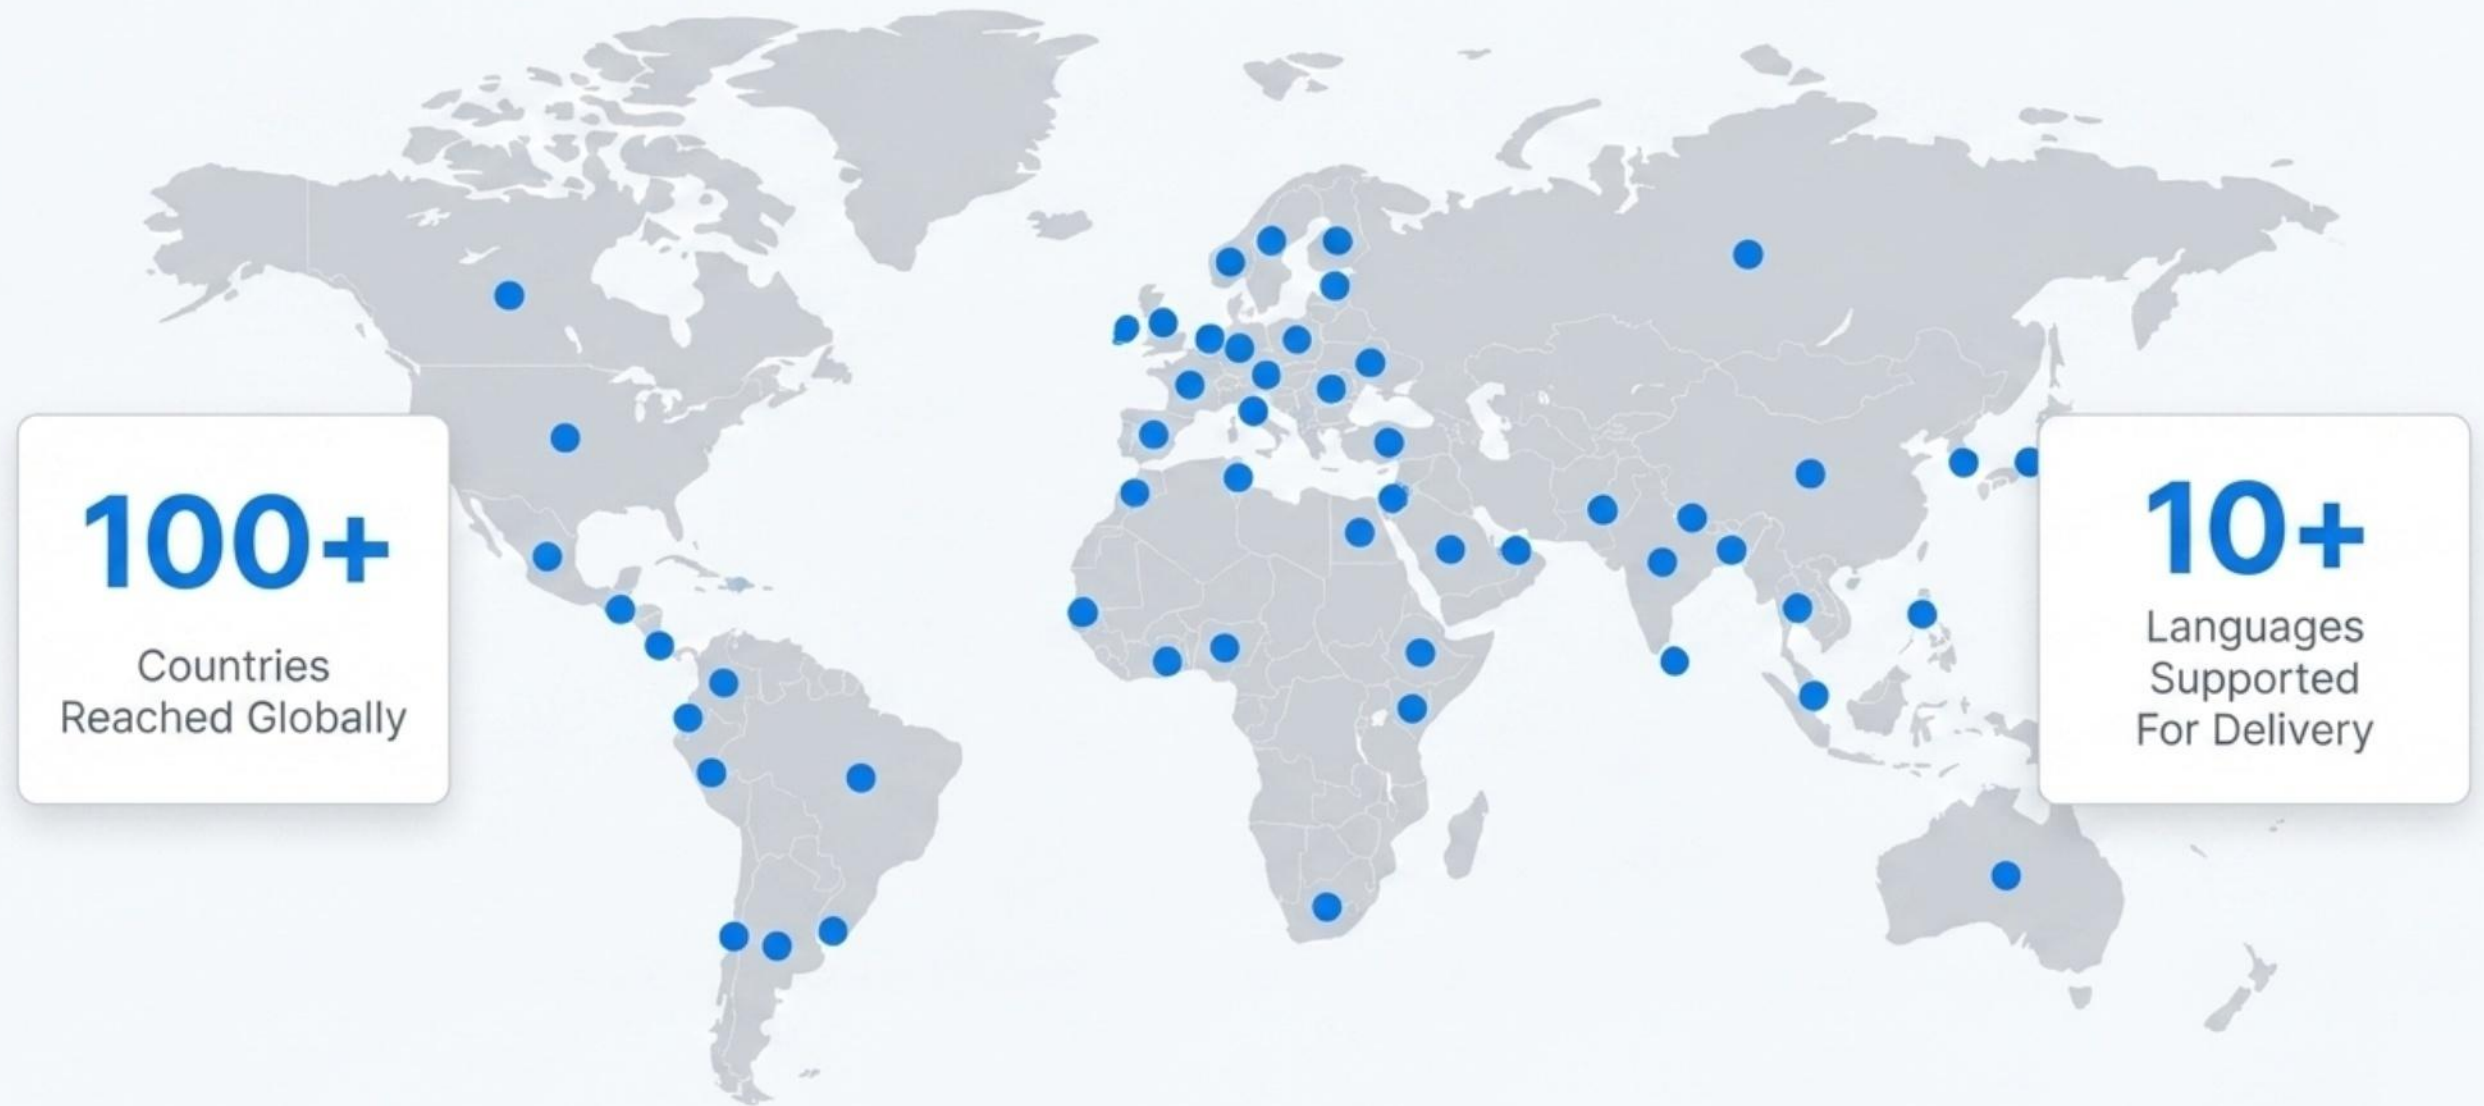 100+
Countries
Reached Globally
10+
Languages
Supported
For Delivery